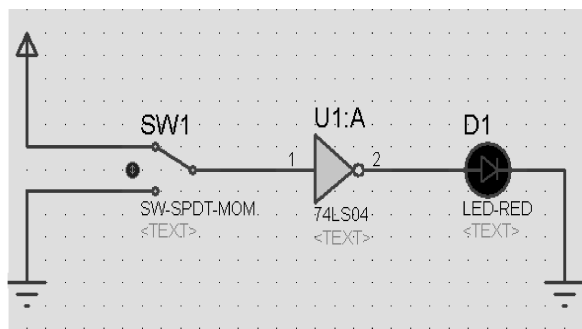 SW1
U1:A
D1
1
2
SW-SPDT-MOM
<TEXT>
74LS04
<TEXT>
LED-RED
<TEXT>